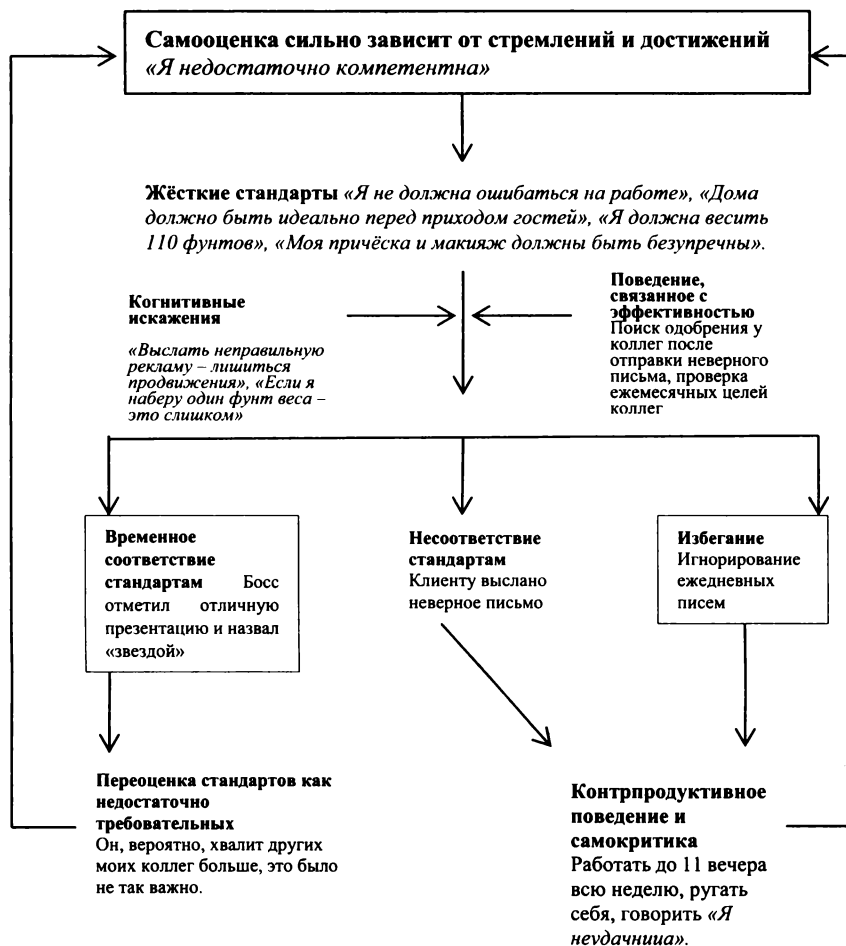 Самооценка сильно зависит от стремлений и достижений
«Я недостаточно компетентна»
Жёсткие стандарты «Я не должна ошибаться на работе», «Дома
должно быть идеально перед приходом гостей», «Я должна весить
110 фунтов», «Моя причёска и макияж должны быть безупречны».
Когнитивные
искажения
«Выслать неправильную
рекламу – лишиться
продвижения», «Если я
наберу один фунт веса –
это слишком»
Поведение,
связанное с
эффективностью
Поиск одобрения у
коллег после
отправки неверного
письма, проверка
ежемесячных целей
коллег
Временное
соответствие
стандартам Босс
отметил отличную
презентацию и назвал
«звездой»
Несоответствие
стандартам
Клиенту выслано
неверное письмо
Избегание
Игнорирование
ежедневных
писем
Переоценка стандартов как
недостаточно
требовательных
Он, вероятно, хвалит других
моих коллег больше, это было
не так важно.
Контрпродуктивное
поведение и
самокритика
Работать до 11 вечера
всю неделю, ругать
себя, говорить «Я
неудачница».